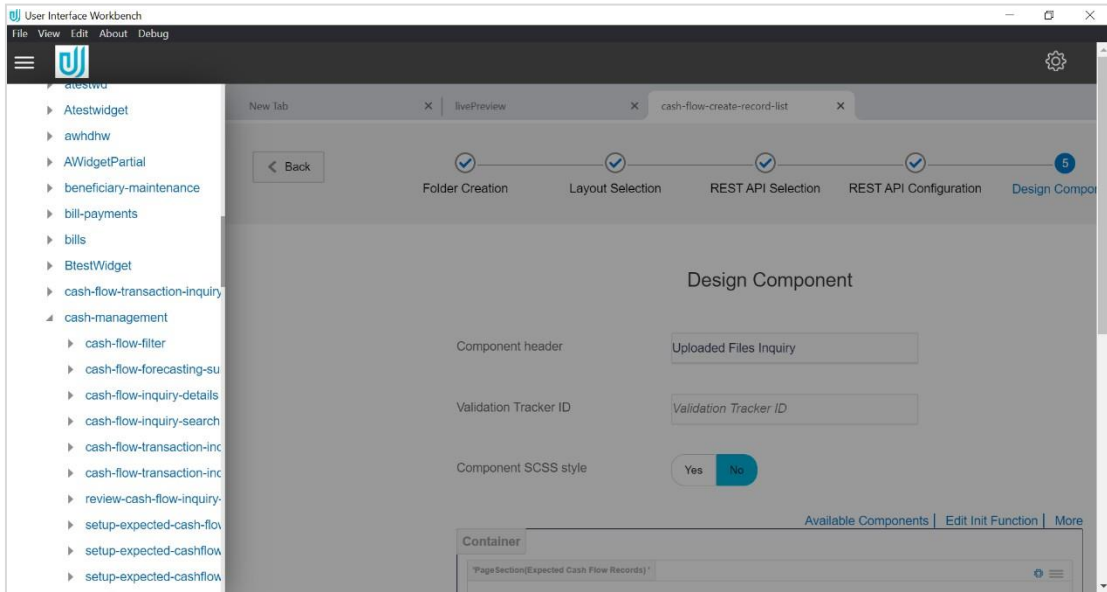 User Interface Workbench
File View Edit About Debug
atestwd
Atestwidget
awhdhw
AWidgetPartial
beneficiary-maintenance
bill-payments
bills
BtestWidget
cash-flow-transaction-inquiry
cash-management
cash-flow-filter
cash-flow-forecasting-su
cash-flow-inquiry-details
cash-flow-inquiry-search
cash-flow-transaction-inq
cash-flow-transaction-inq
review-cash-flow-inquiry-
setup-expected-cash-flov
setup-expected-cashflow
setup-expected-cashflow
New Tab livePreview cash-flow-create-record-list
Back
Folder Creation Layout Selection REST API Selection REST API Configuration 5 Design Compor
Design Component
Component header Uploaded Files Inquiry
Validation Tracker ID Validation Tracker ID
Component SCSS style Yes No
Available Components | Edit Init Function | More
Container
'PageSection(Expected Cash Flow Records) '